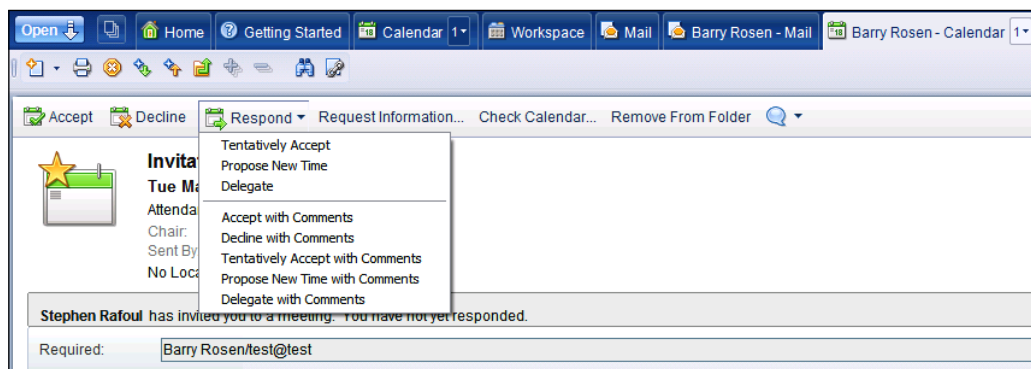 Open Home Getting Started Calendar 1 Workspace Mail Barry Rosen - Mail Barry Rosen - Calendar 1
Accept Decline Respond Request Information... Check Calendar... Remove From Folder
Tentatively Accept
Propose New Time
Delegate
Accept with Comments
Decline with Comments
Tentatively Accept with Comments
Propose New Time with Comments
Delegate with Comments
Invita
Tue Ma
Attenda
Chair:
Sent By
No Loca
Stephen Rafoul has invited you to a meeting. You have not yet responded.
Required: Barry Rosen/test@test